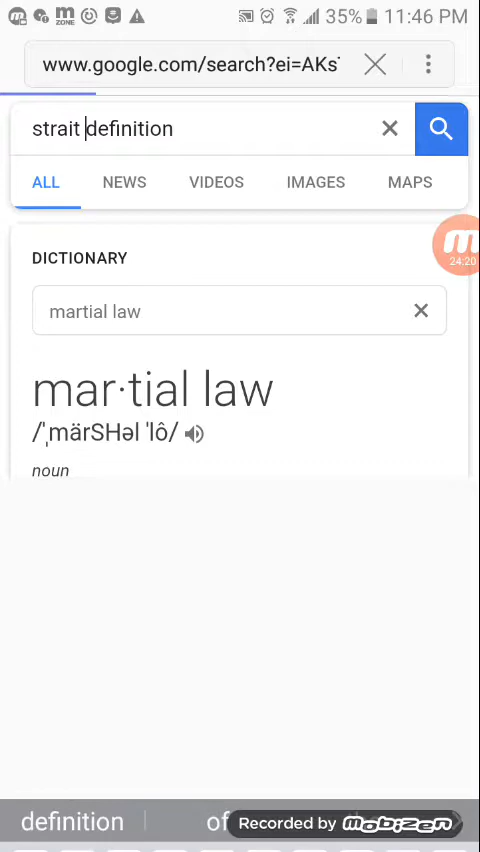 35% 11:46 PM
www.google.com/search?ei=AKs
strait definition
ALL NEWS VIDEOS IMAGES MAPS
DICTIONARY
24:20
martial law
mar·tial law
/ˌmärSHəl ˈlô/
noun
definition of
Recorded by mobizen